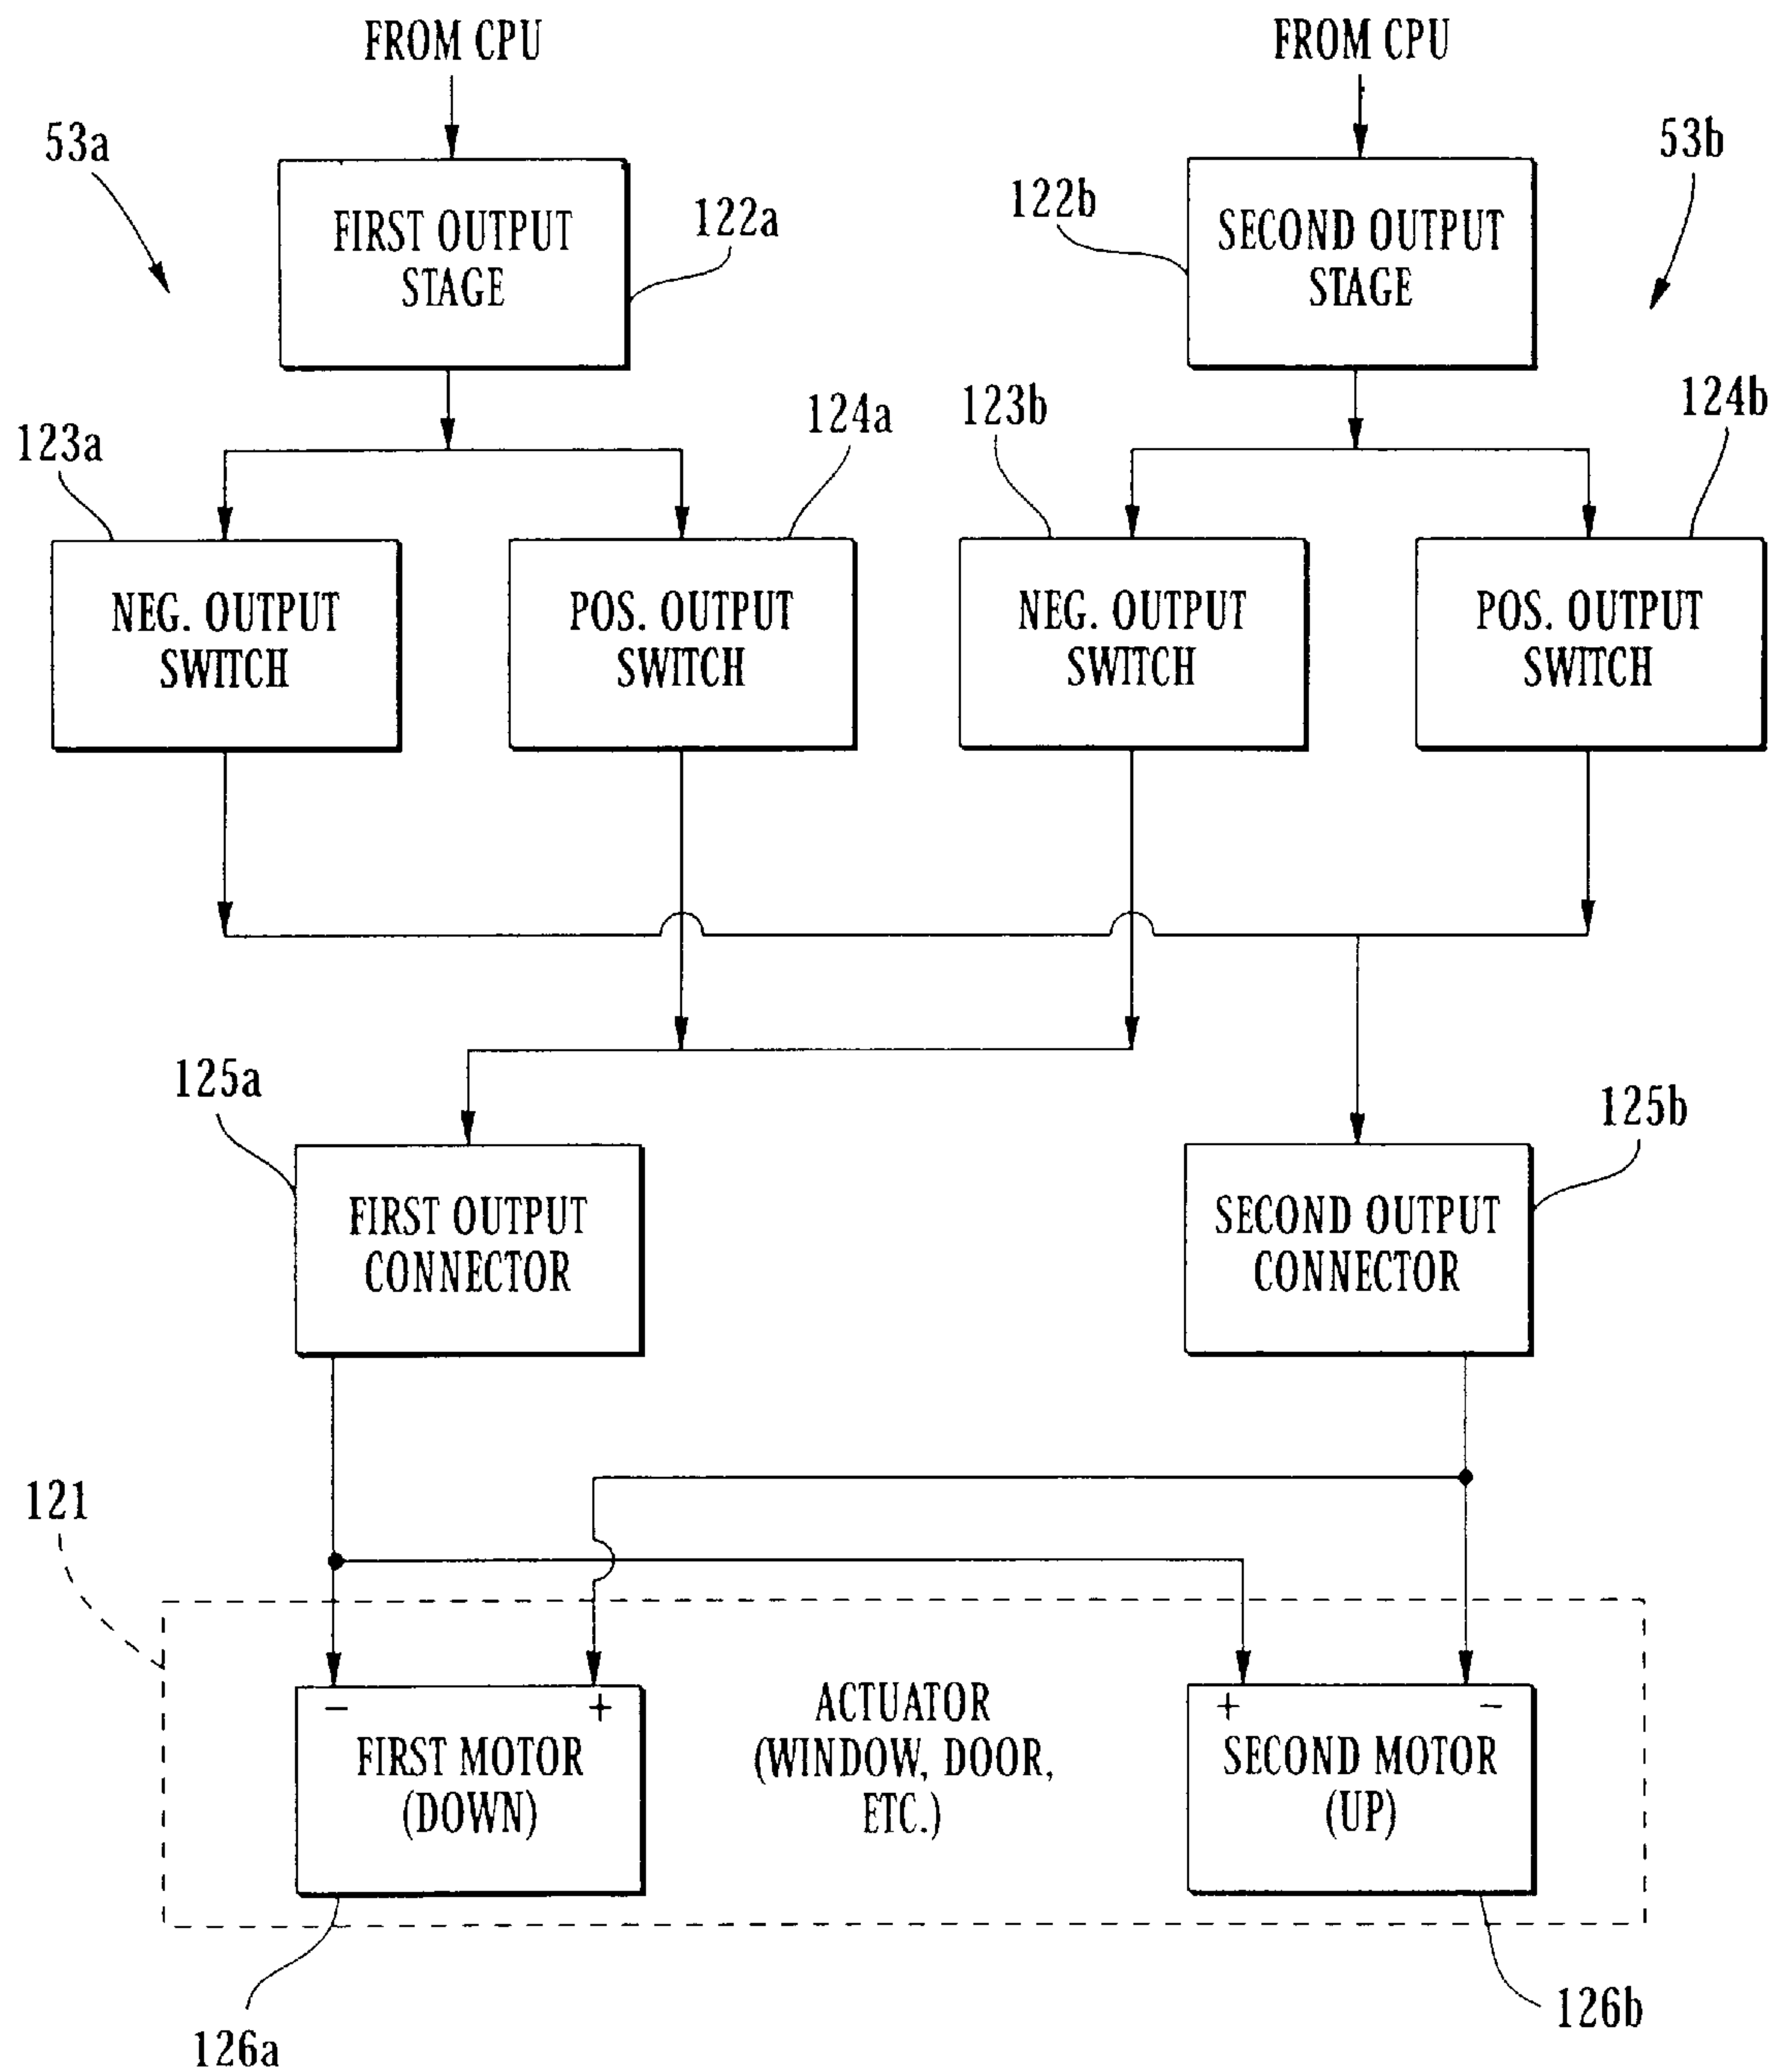 FROM CPU
FROM CPU
53a
53b
122a
122b
FIRST OUTPUT
STAGE
SECOND OUTPUT
STAGE
123a
124a
123b
124b
NEG. OUTPUT
SWITCH
POS. OUTPUT
SWITCH
NEG. OUTPUT
SWITCH
POS. OUTPUT
SWITCH
125a
125b
FIRST OUTPUT
CONNECTOR
SECOND OUTPUT
CONNECTOR
121
− +
FIRST MOTOR
(DOWN)
ACTUATOR
(WINDOW, DOOR,
ETC.)
+ −
SECOND MOTOR
(UP)
126a
126b